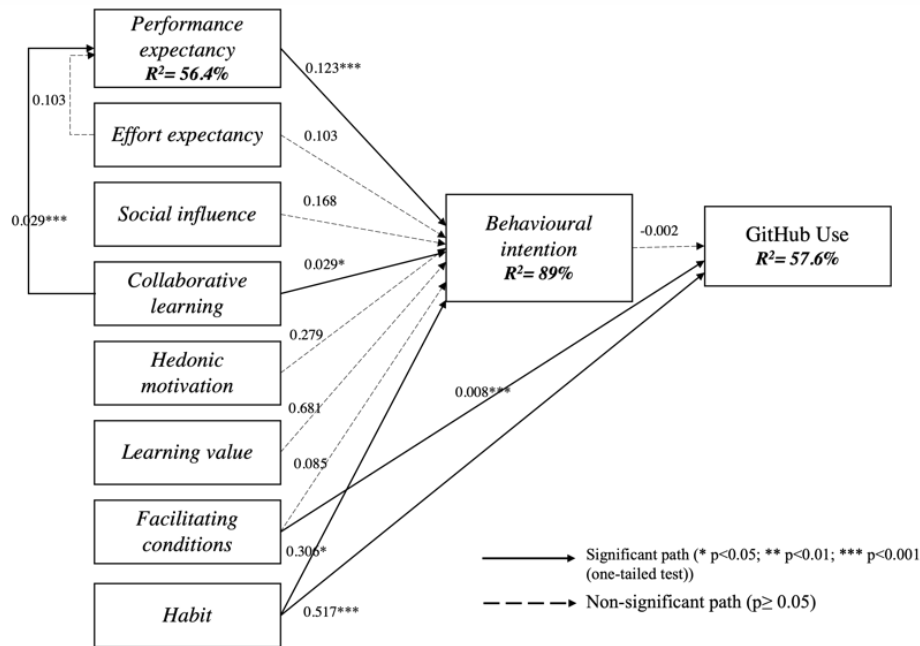 Performance
expectancy
R²= 56.4%
0.123***
0.103
Effort expectancy
0.103
Social influence
0.168
Behavioural
intention
R²= 89%
-0.002
GitHub Use
R²= 57.6%
0.029***
Collaborative
learning
0.029*
Hedonic
motivation
0.279
0.008***
0.681
Learning value
0.085
Facilitating
conditions
0.306*
Habit
0.517***
Significant path (* p<0.05; ** p<0.01; *** p<0.001
(one-tailed test))
Non-significant path (p≥ 0.05)